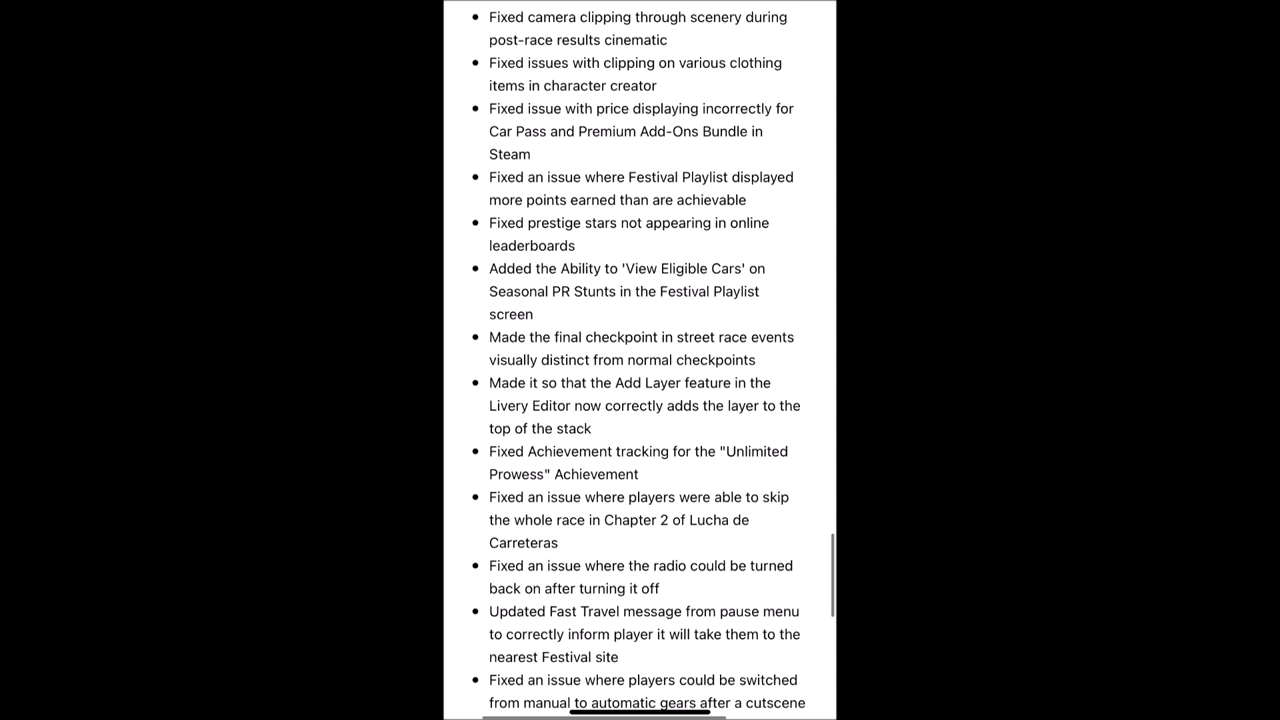 • Fixed camera clipping through scenery during
post-race results cinematic
• Fixed issues with clipping on various clothing
items in character creator
• Fixed issue with price displaying incorrectly for
Car Pass and Premium Add-Ons Bundle in
Steam
• Fixed an issue where Festival Playlist displayed
more points earned than are achievable
• Fixed prestige stars not appearing in online
leaderboards
• Added the Ability to 'View Eligible Cars' on
Seasonal PR Stunts in the Festival Playlist
screen
• Made the final checkpoint in street race events
visually distinct from normal checkpoints
• Made it so that the Add Layer feature in the
Livery Editor now correctly adds the layer to the
top of the stack
• Fixed Achievement tracking for the "Unlimited
Prowess" Achievement
• Fixed an issue where players were able to skip
the whole race in Chapter 2 of Lucha de
Carreteras
• Fixed an issue where the radio could be turned
back on after turning it off
• Updated Fast Travel message from pause menu
to correctly inform player it will take them to the
nearest Festival site
• Fixed an issue where players could be switched
from manual to automatic gears after a cutscene